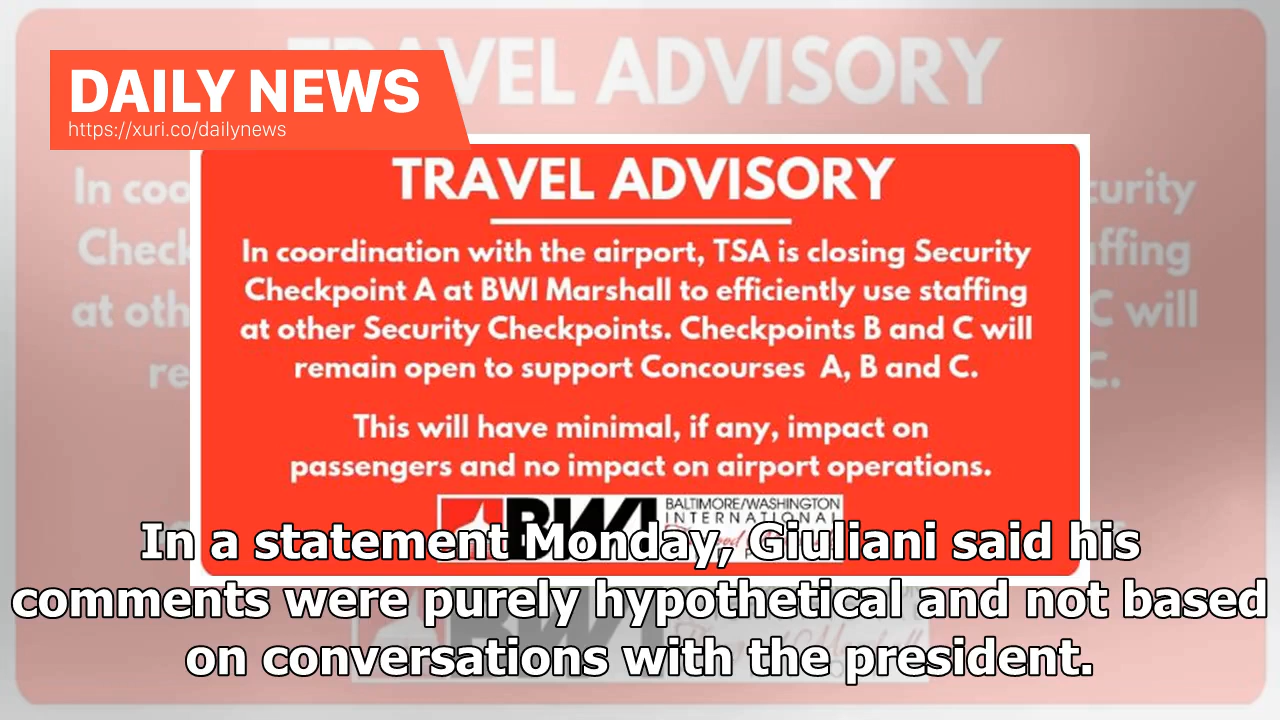 TRAVEL ADVISORY
DAILY NEWS
https://xuri.co/dailynews
TRAVEL ADVISORY
In coordination with the airport, TSA is closing Security
Checkpoint A at BWI Marshall to efficiently use staffing
at other Security Checkpoints. Checkpoints B and C will
remain open to support Concourses A, B and C.
This will have minimal, if any, impact on
passengers and no impact on airport operations.
BWI
BALTIMORE/WASHINGTON
INTERNATIONAL
In a statement Monday, Giuliani said his
comments were purely hypothetical and not based
on conversations with the president.